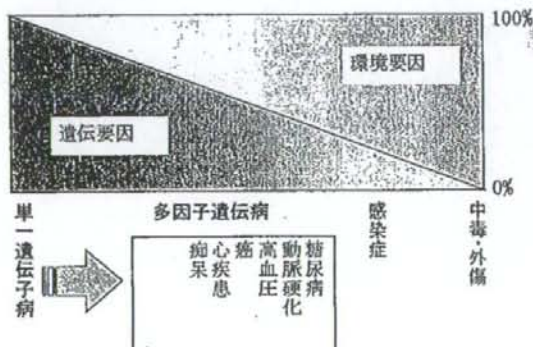 100%
環境要因
遺伝要因
0%
単一遺伝子病
多因子遺伝病
感染症
中毒・外傷
糖尿病
動脈硬化
高血圧
癌
心疾患
痴呆